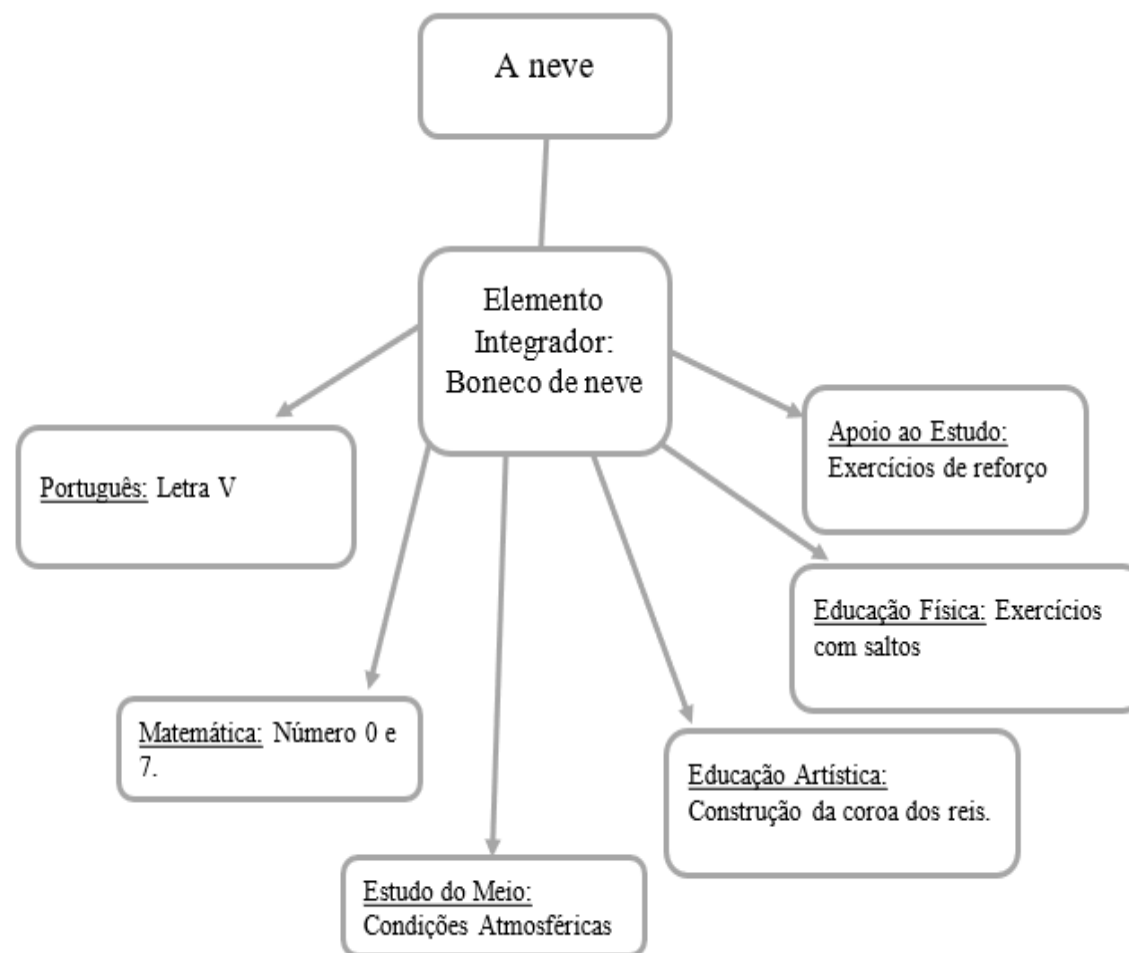 A neve
Elemento
Integrador:
Boneco de neve
Português: Letra V
Apoio ao Estudo:
Exercícios de reforço
Educação Física: Exercícios
com saltos
Matemática: Número 0 e
7.
Educação Artística:
Construção da coroa dos reis.
Estudo do Meio:
Condições Atmosféricas